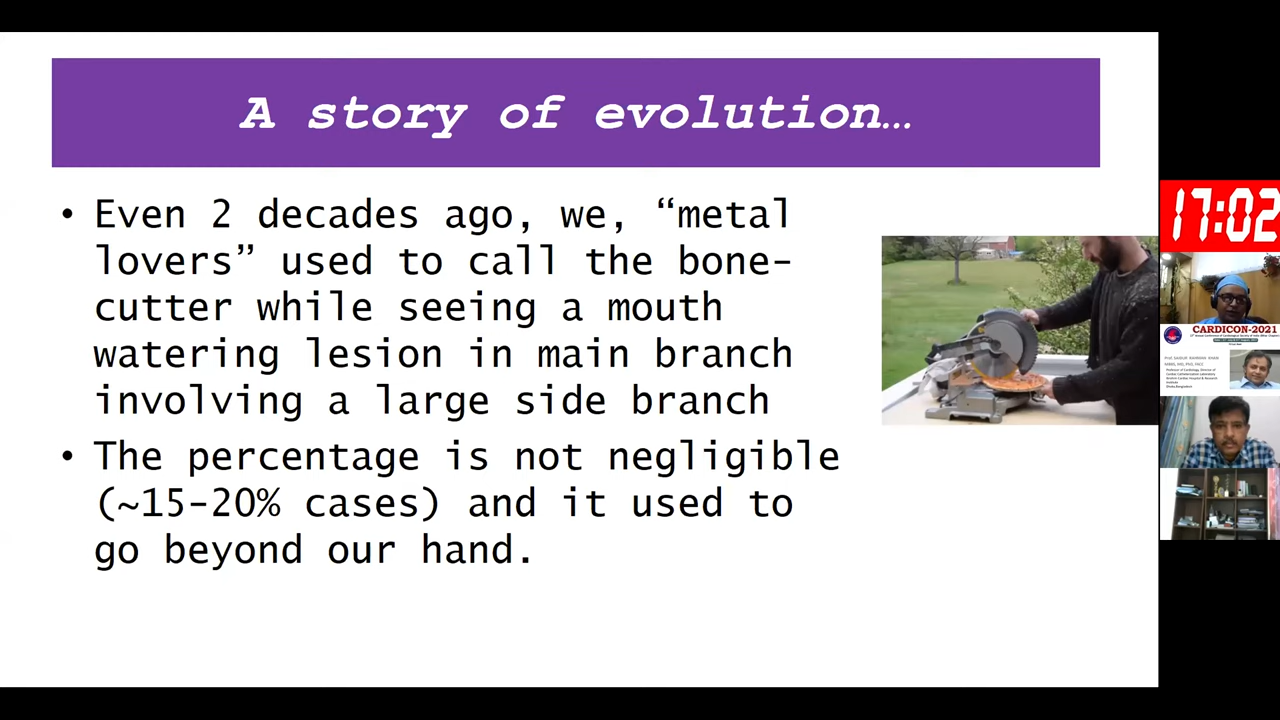 A story of evolution…
• Even 2 decades ago, we, “metal
lovers” used to call the bone-
cutter while seeing a mouth
watering lesion in main branch
involving a large side branch
• The percentage is not negligible
(~15-20% cases) and it used to
go beyond our hand.
17:02
CARDICON-2021